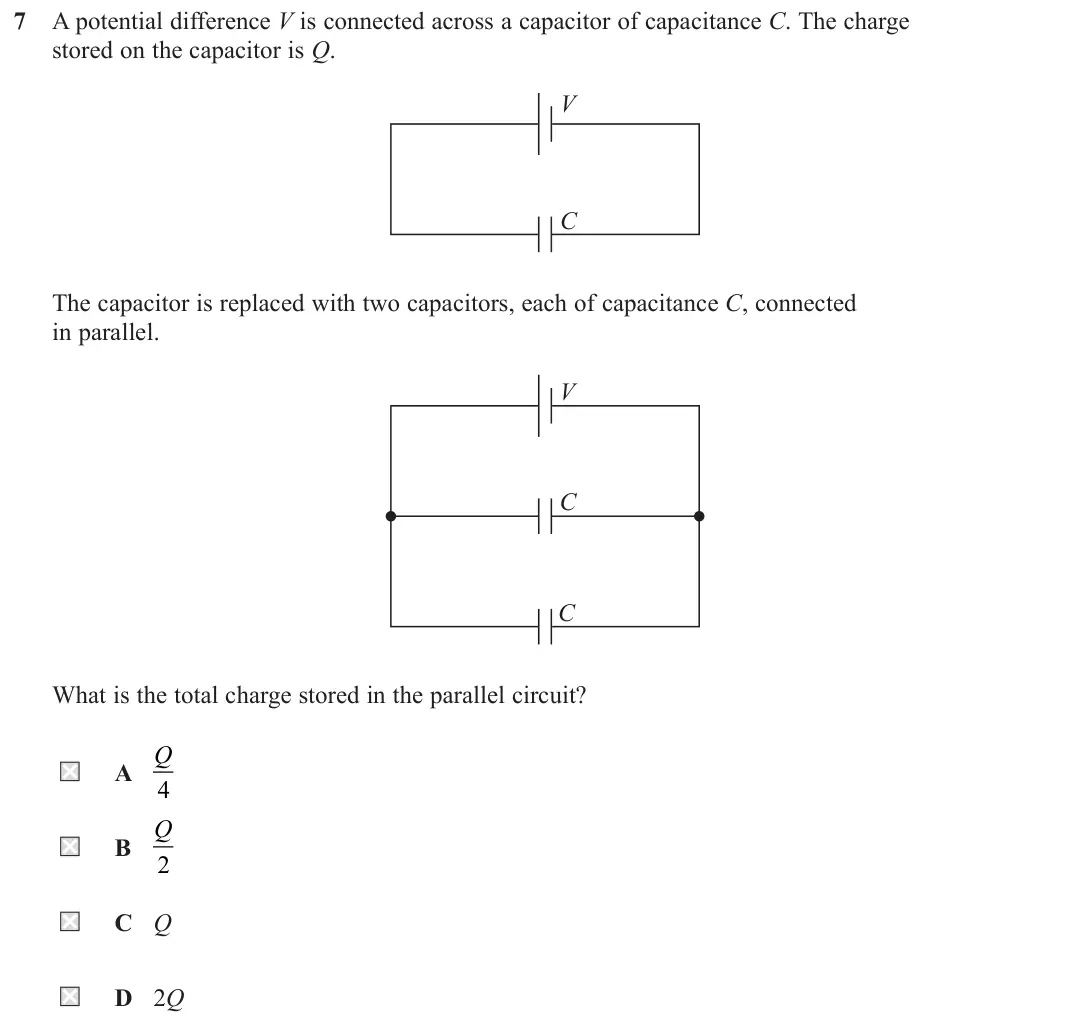 7 A potential difference V is connected across a capacitor of capacitance C. The charge
stored on the capacitor is Q.
V
C
The capacitor is replaced with two capacitors, each of capacitance C, connected
in parallel.
V
C
C
What is the total charge stored in the parallel circuit?
A Q/4
B Q/2
C Q
D 2Q